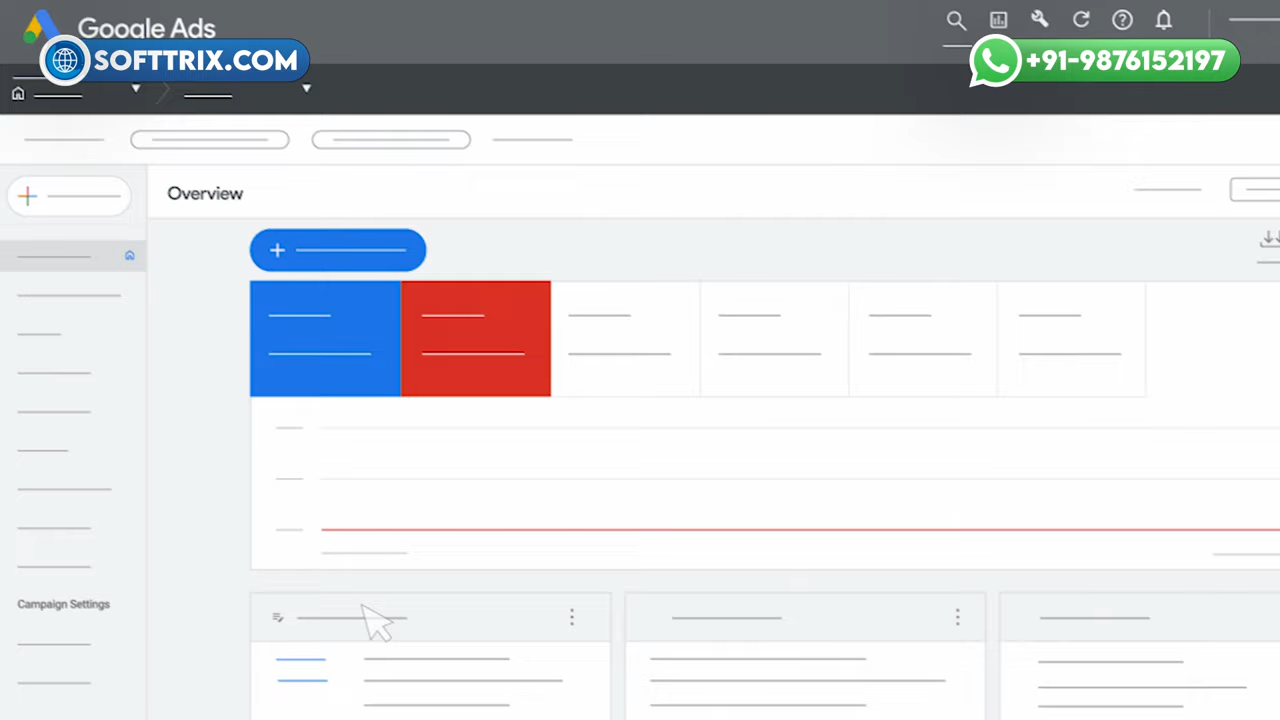 Google Ads
SOFTTRIX.COM
+91-9876152197
Overview
Campaign Settings